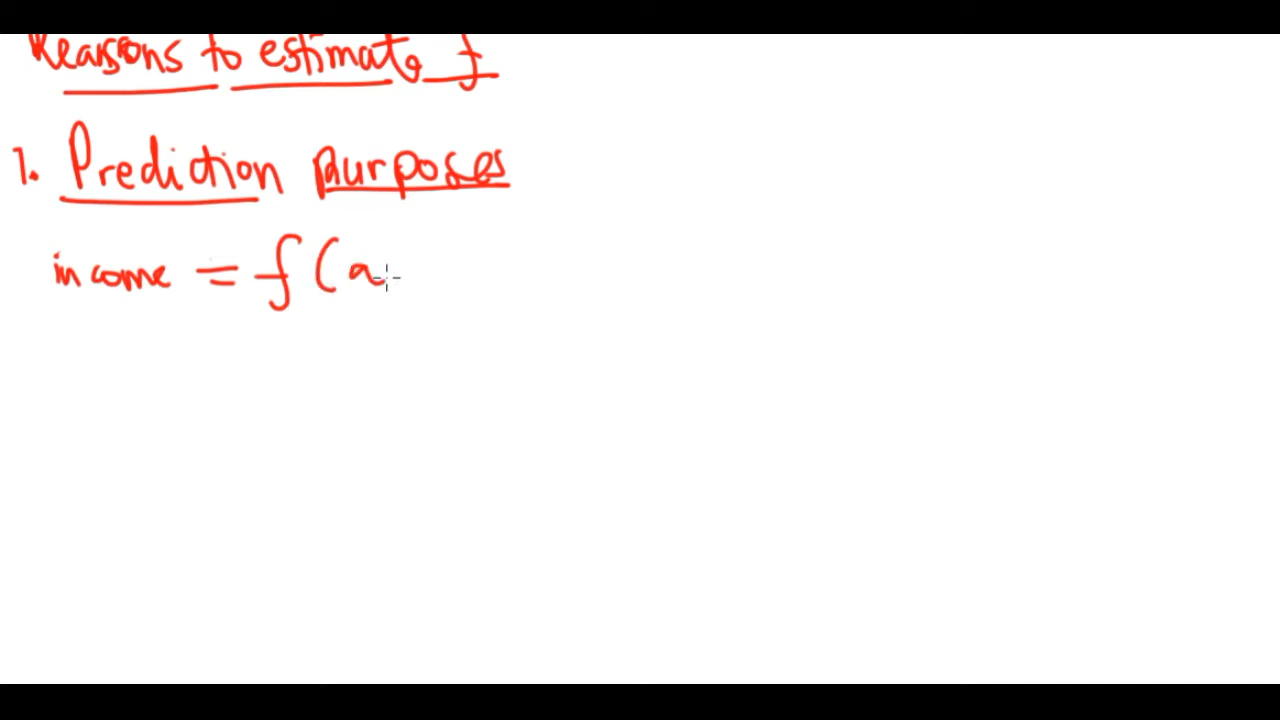 Reasons to estimate f
1. Prediction purposes
income = f (a